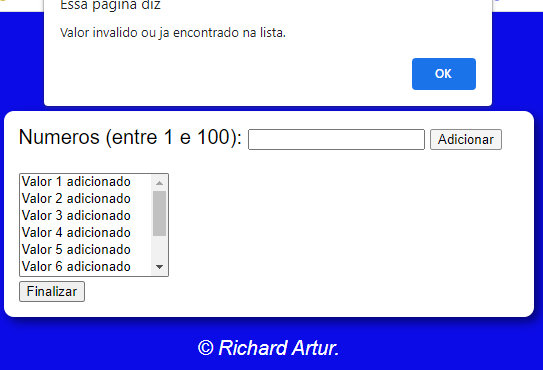 Essa página diz
Valor invalido ou ja encontrado na lista.
OK
Numeros (entre 1 e 100):
Adicionar
Valor 1 adicionado
Valor 2 adicionado
Valor 3 adicionado
Valor 4 adicionado
Valor 5 adicionado
Valor 6 adicionado
Finalizar
© Richard Artur.